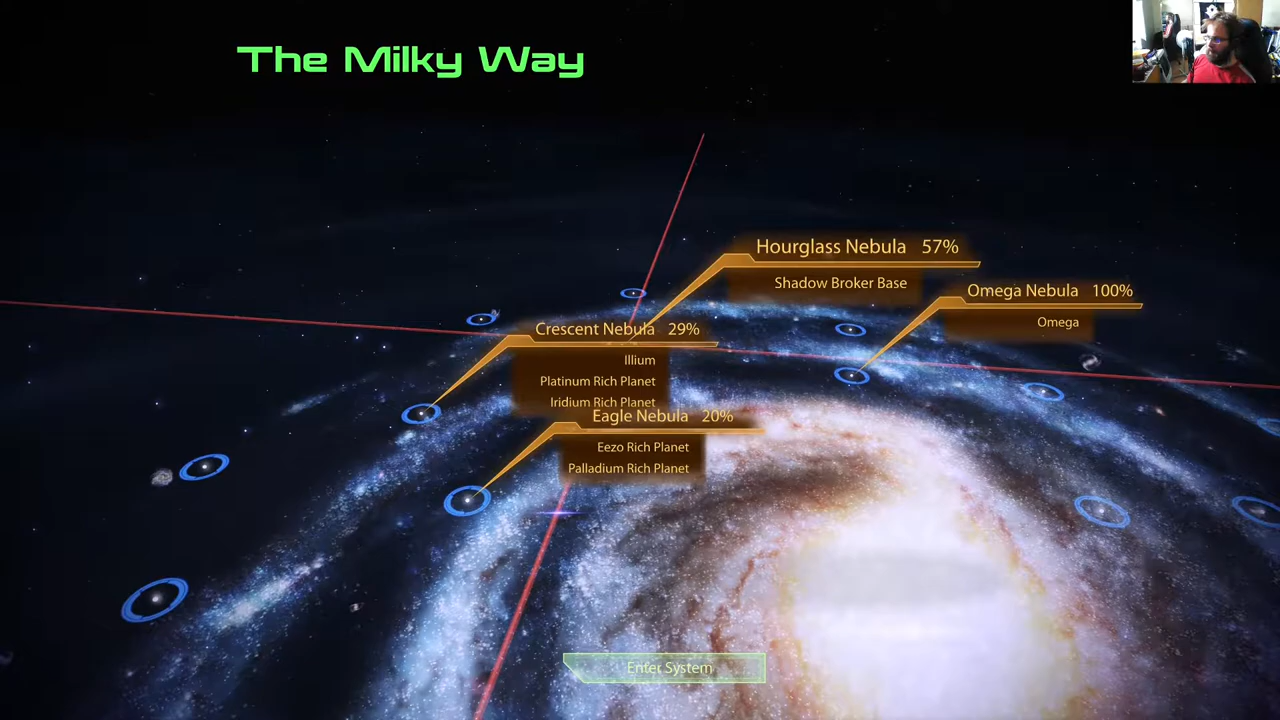 The Milky Way
Hourglass Nebula 57%
Shadow Broker Base
Omega Nebula 100%
Omega
Crescent Nebula 29%
Illium
Platinum Rich Planet
Iridium Rich Planet
Eagle Nebula 20%
Eezo Rich Planet
Palladium Rich Planet
Enter System